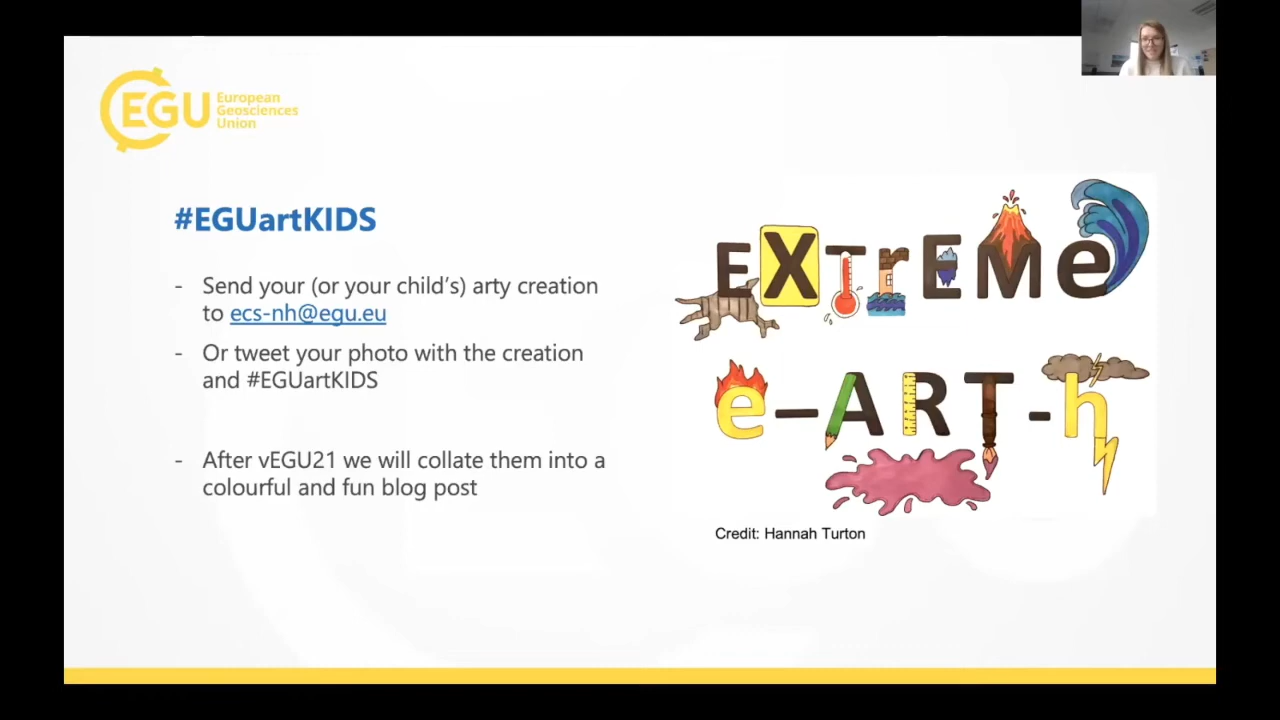 EGU
European
Geosciences
Union
#EGUartKIDS
- Send your (or your child's) arty creation
to ecs-nh@egu.eu
- Or tweet your photo with the creation
and #EGUartKIDS
- After vEGU21 we will collate them into a
colourful and fun blog post
EXTrEMe
e-ART-h
Credit: Hannah Turton